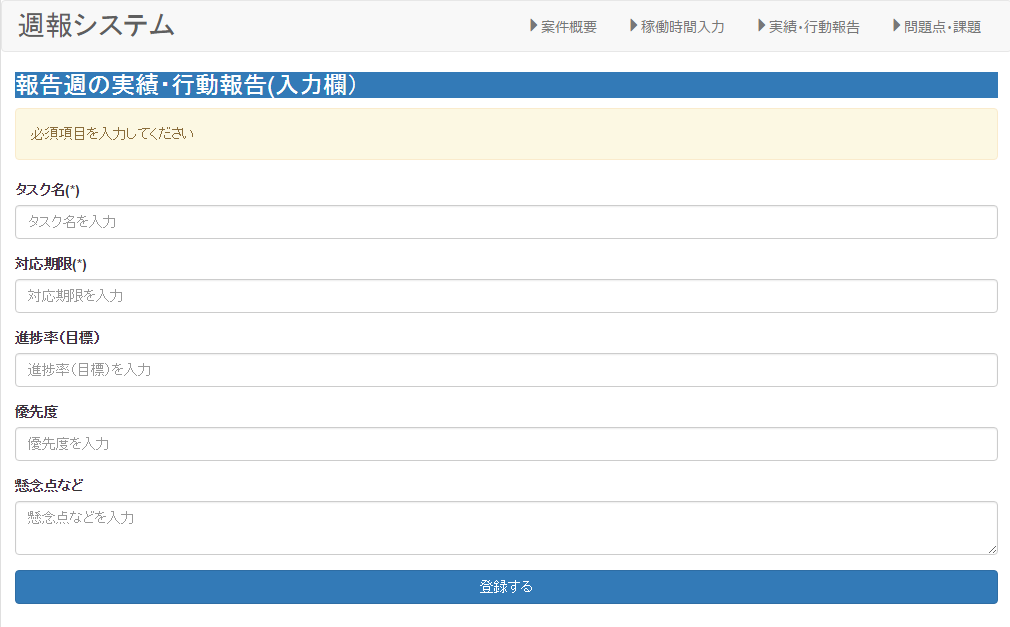 週報システム
案件概要 稼働時間入力 実績・行動報告 問題点・課題
報告週の実績・行動報告(入力欄）
必須項目を入力してください
タスク名(*)
タスク名を入力
対応期限(*)
対応期限を入力
進捗率（目標）
進捗率（目標）を入力
優先度
優先度を入力
懸念点など
懸念点などを入力
登録する